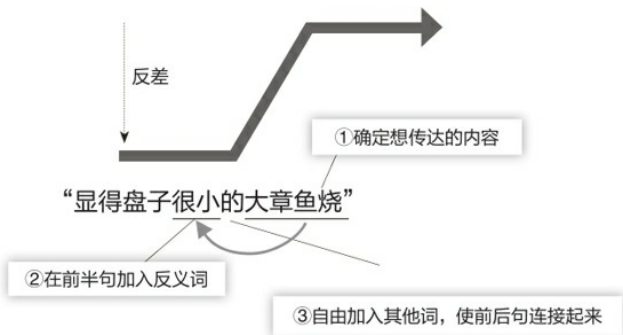 反差
①确定想传达的内容
“显得盘子很小的大章鱼烧”
②在前半句加入反义词
③自由加入其他词，使前后句连接起来